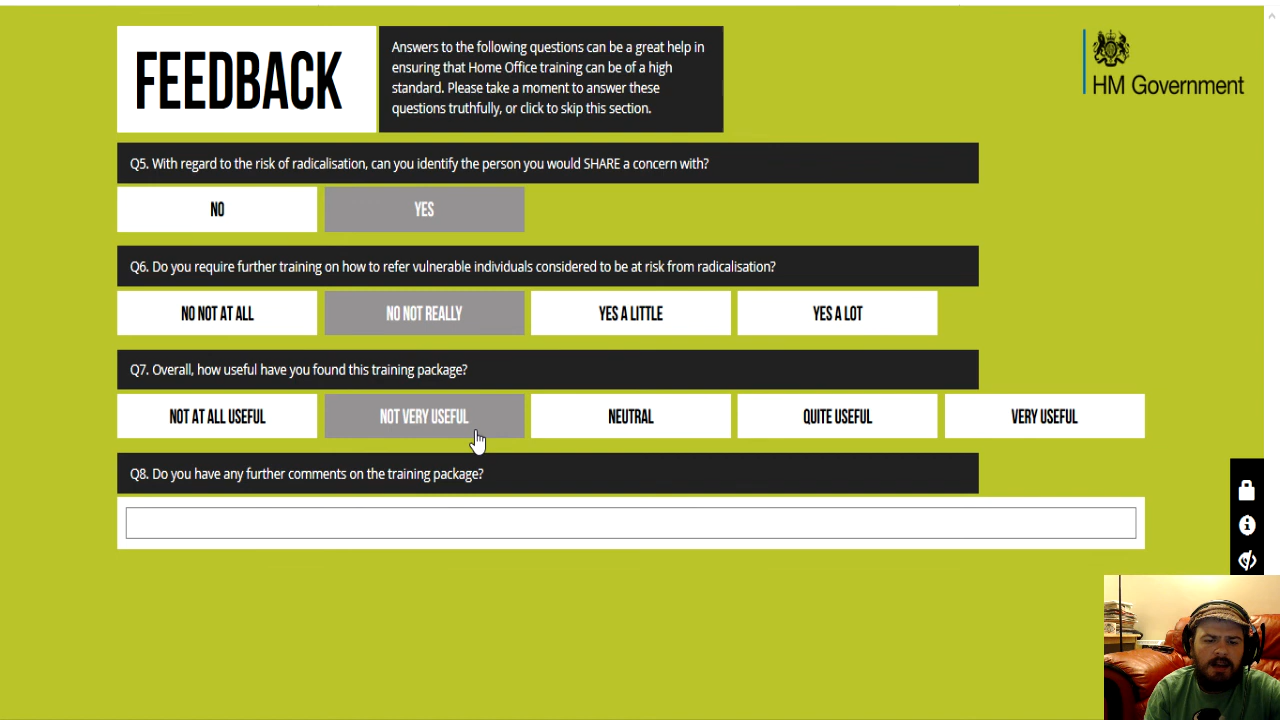 FEEDBACK
Answers to the following questions can be a great help in
ensuring that Home Office training can be of a high
standard. Please take a moment to answer these
questions truthfully, or click to skip this section.
HM Government
Q5. With regard to the risk of radicalisation, can you identify the person you would SHARE a concern with?
NO YES
Q6. Do you require further training on how to refer vulnerable individuals considered to be at risk from radicalisation?
NO NOT AT ALL NO NOT REALLY YES A LITTLE YES A LOT
Q7. Overall, how useful have you found this training package?
NOT AT ALL USEFUL NOT VERY USEFUL NEUTRAL QUITE USEFUL VERY USEFUL
Q8. Do you have any further comments on the training package?